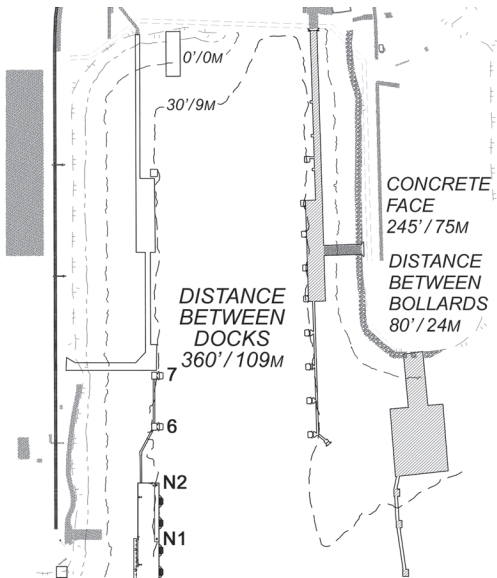 0'/0M
30'/9M
CONCRETE
FACE
245'/75M
DISTANCE
BETWEEN
BOLLARDS
80'/24M
DISTANCE
BETWEEN
DOCKS
360'/109M
7
6
N2
N1